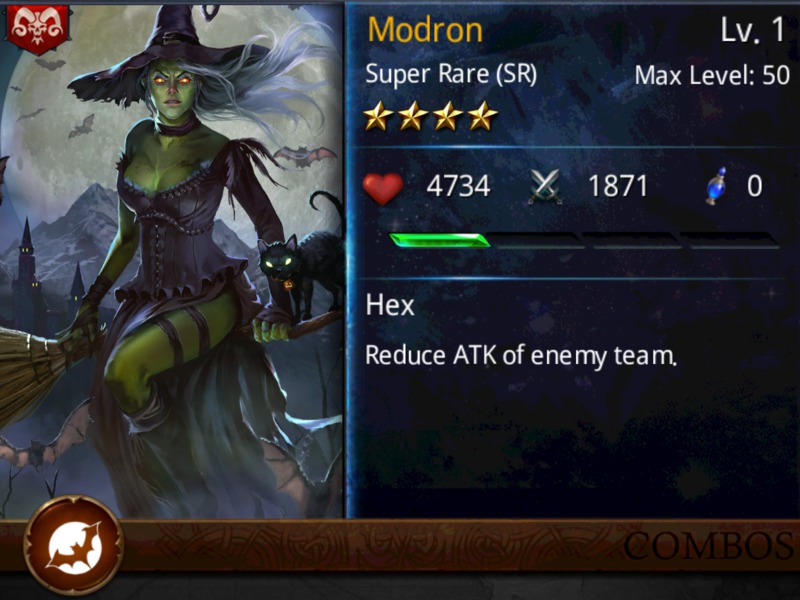 Modron
Lv. 1
Super Rare (SR)
Max Level: 50
4734
1871
0
Hex
Reduce ATK of enemy team.
COMBOS